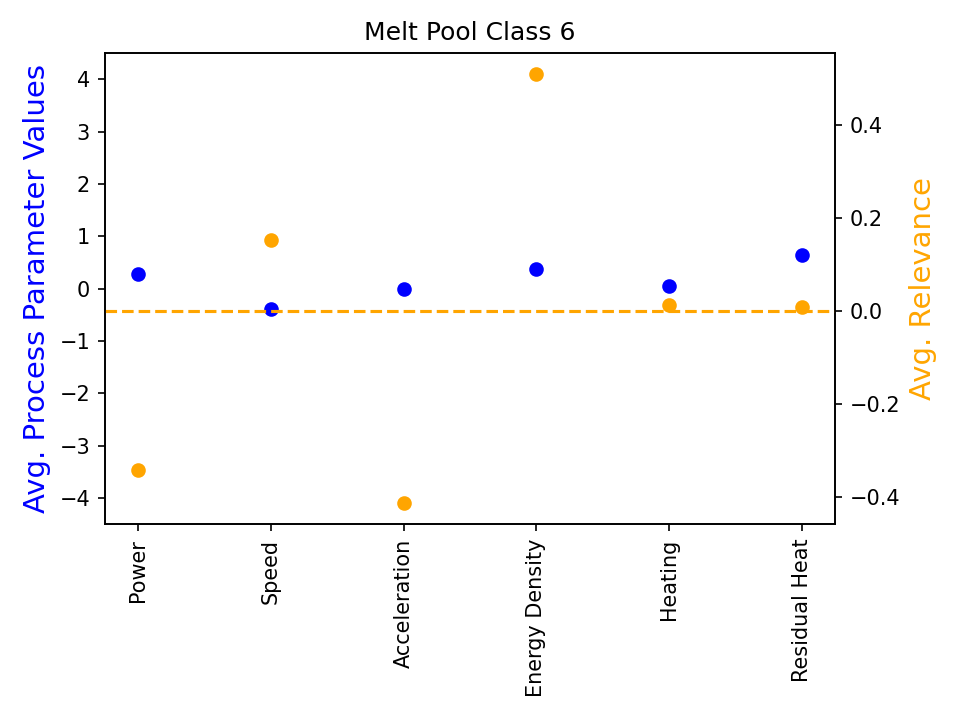 Melt Pool Class 6
Avg. Process Parameter Values
4
3
2
1
0
−1
−2
−3
−4
0.4
0.2
0.0
−0.2
−0.4
Avg. Relevance
Power
Speed
Acceleration
Energy Density
Heating
Residual Heat